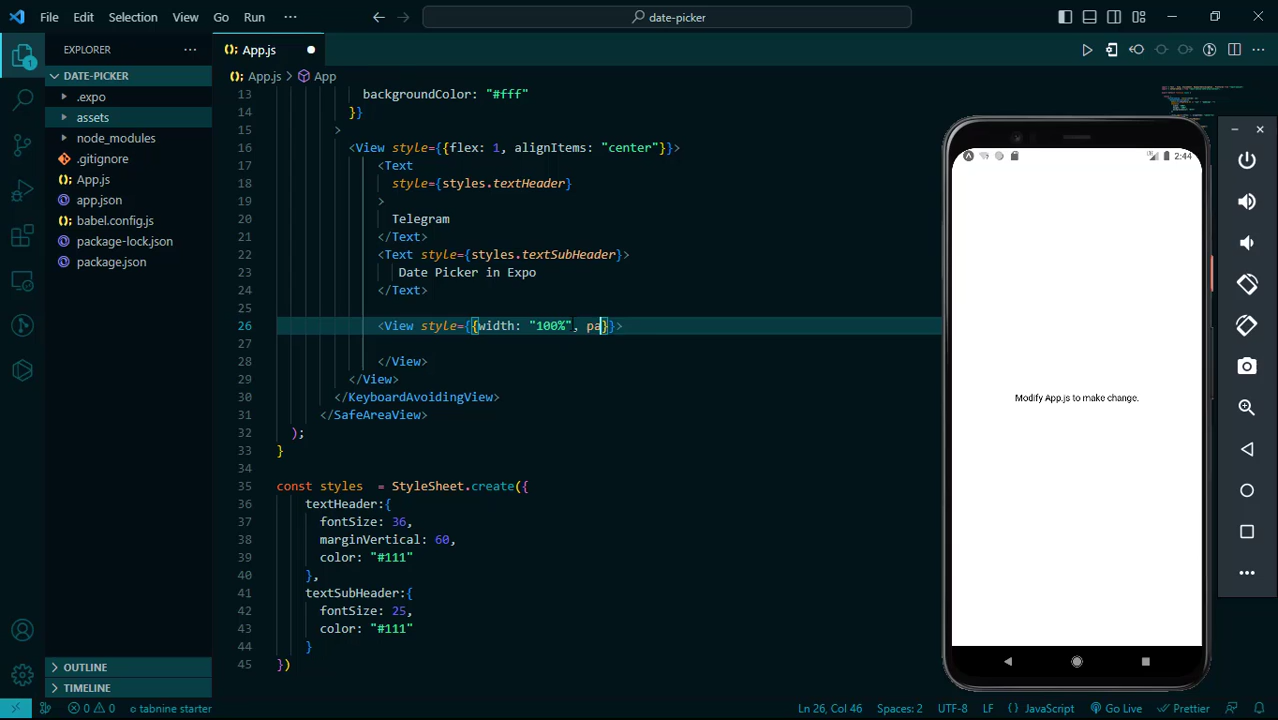 File Edit Selection View Go Run ··· date-picker
EXPLORER ···
App.js
DATE-PICKER
.expo
assets
node_modules
.gitignore
App.js
app.json
babel.config.js
package-lock.json
package.json
OUTLINE
TIMELINE
App.js > App
13 backgroundColor: "#fff"
14 }}
15 >
16 <View style={{flex: 1, alignItems: "center"}}>
17 <Text
18 style={styles.textHeader}
19 >
20 Telegram
21 </Text>
22 <Text style={styles.textSubHeader}>
23 Date Picker in Expo
24 </Text>
25
26 <View style={{width: "100%", pa}}>
27
28 </View>
29 </View>
30 </KeyboardAvoidingView>
31 </SafeAreaView>
32 );
33 }
34
35 const styles = StyleSheet.create({
36 textHeader:{
37 fontSize: 36,
38 marginVertical: 60,
39 color: "#111"
40 },
41 textSubHeader:{
42 fontSize: 25,
43 color: "#111"
44 }
45 })
2:44
Modify App.js to make change.
0 0 tabnine starter Ln 26, Col 46 Spaces: 2 UTF-8 LF { } JavaScript Go Live Prettier